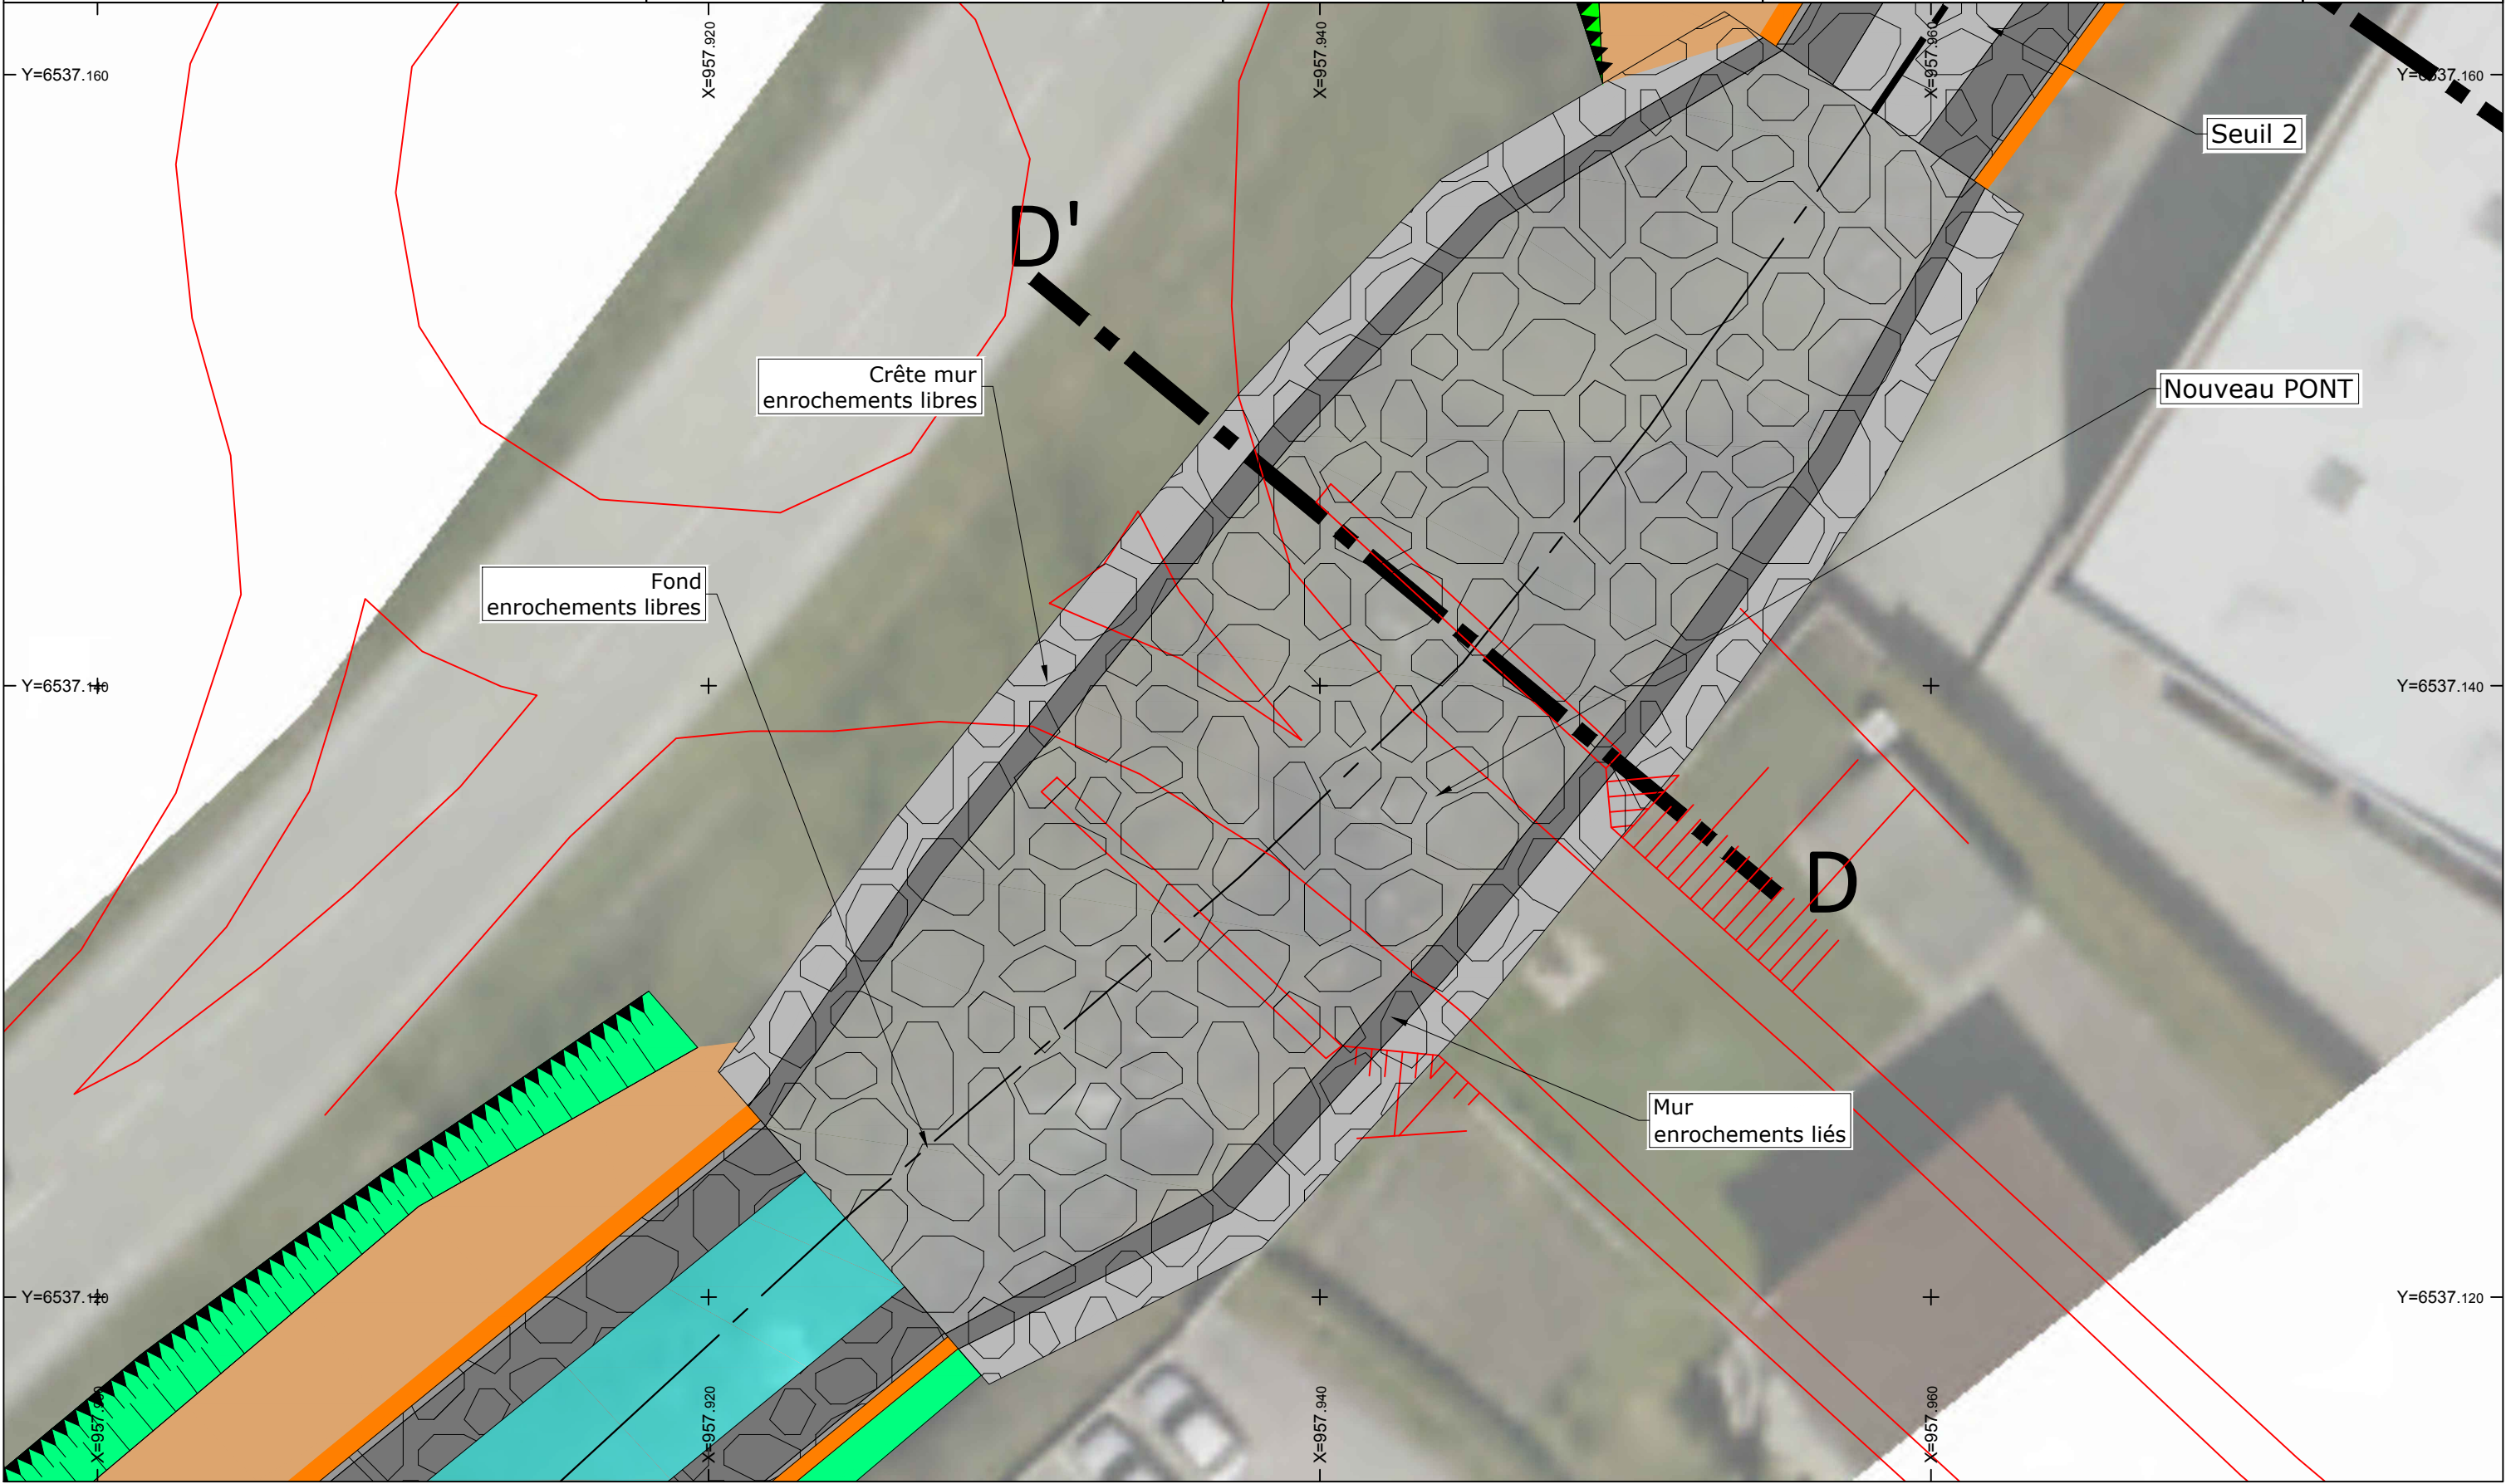 X=957.920
X=957.940
X=957.960
Y=6537.160
Y=6537.160
Seuil 2
D'
Crête mur
enrochements libres
Nouveau PONT
Fond
enrochements libres
Y=6537.140
Y=6537.140
D
Mur
enrochements liés
Y=6537.120
Y=6537.120
X=957.900
X=957.920
X=957.940
X=957.960